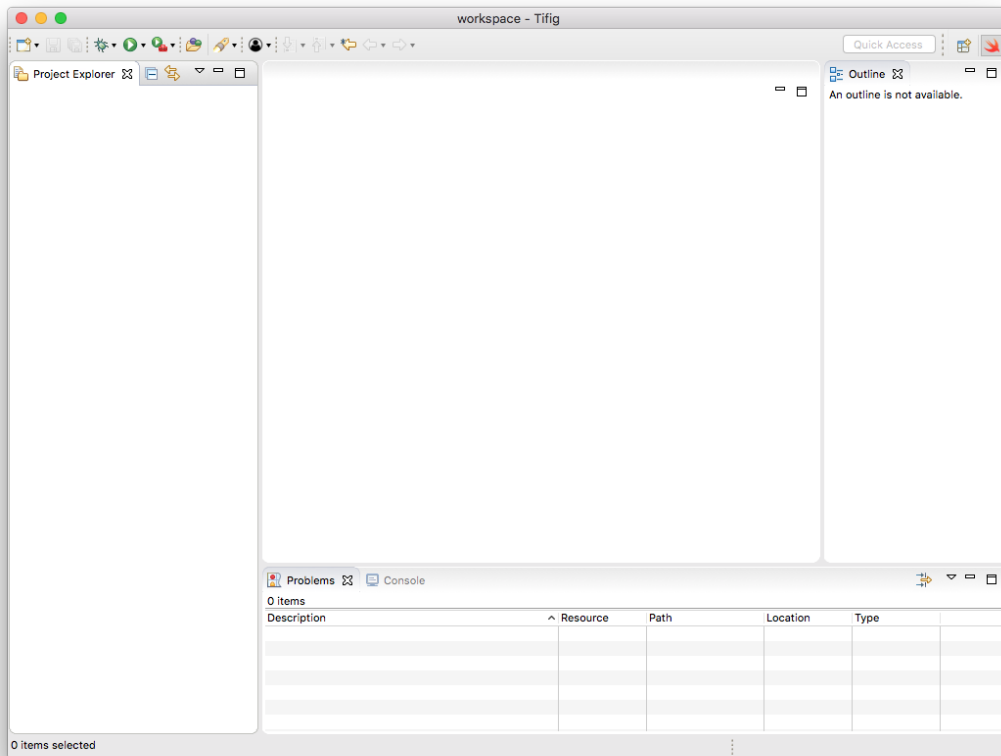 workspace - Tifig
Quick Access
Project Explorer
Outline
An outline is not available.
Problems
Console
0 items
Description Resource Path Location Type
0 items selected